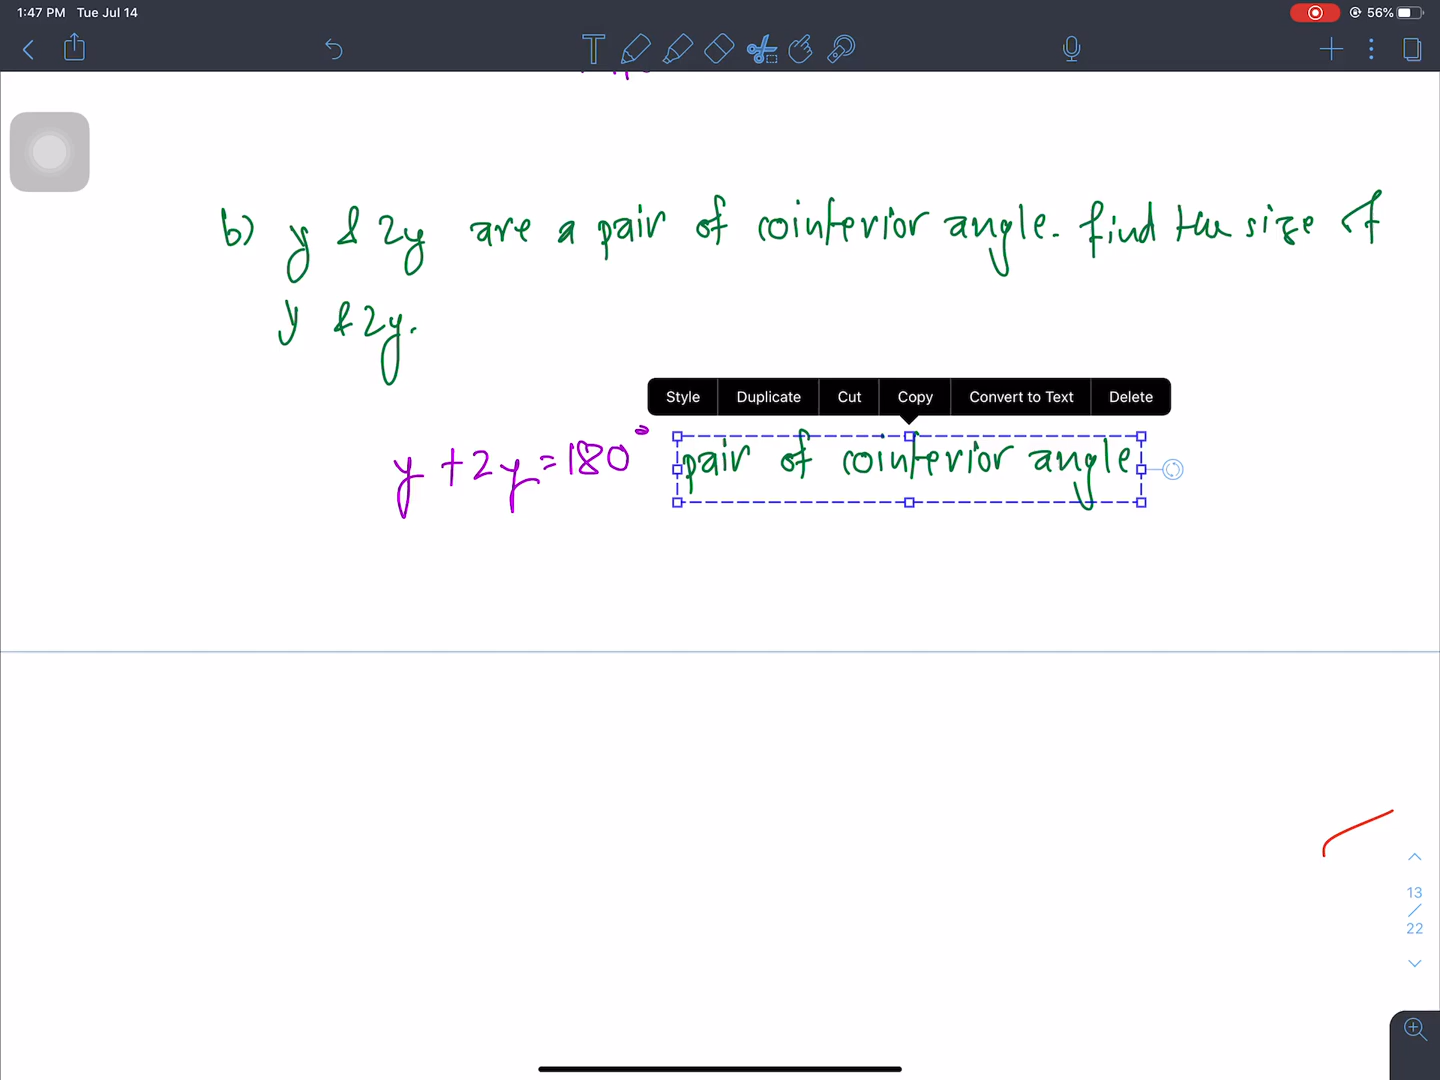 1:47 PM Tue Jul 14
56%
b) y & 2y are a pair of cointerior angle. find the size of
y & 2y.
Style Duplicate Cut Copy Convert to Text Delete
y + 2y = 180° pair of cointerior angle
13
/
22